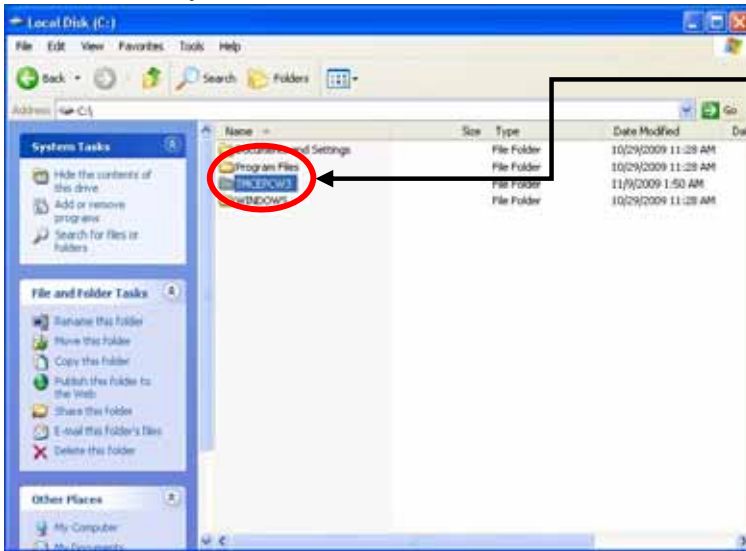 Local Disk (C:)
File Edit View Favorites Tools Help
Back Search Folders
Address C:\ Go
System Tasks
Hide the contents of
this drive
Add or remove
programs
Search for files or
folders
File and Folder Tasks
Rename this folder
Move this folder
Copy this folder
Publish this folder to
the Web
Share this folder
E-mail this folder's files
Delete this folder
Other Places
My Computer
My Documents
Name Size Type Date Modified Da
Documents and Settings File Folder 10/29/2009 11:28 AM
Program Files File Folder 10/29/2009 11:28 AM
File Folder 11/9/2009 1:50 AM
WINDOWS File Folder 10/29/2009 11:28 AM